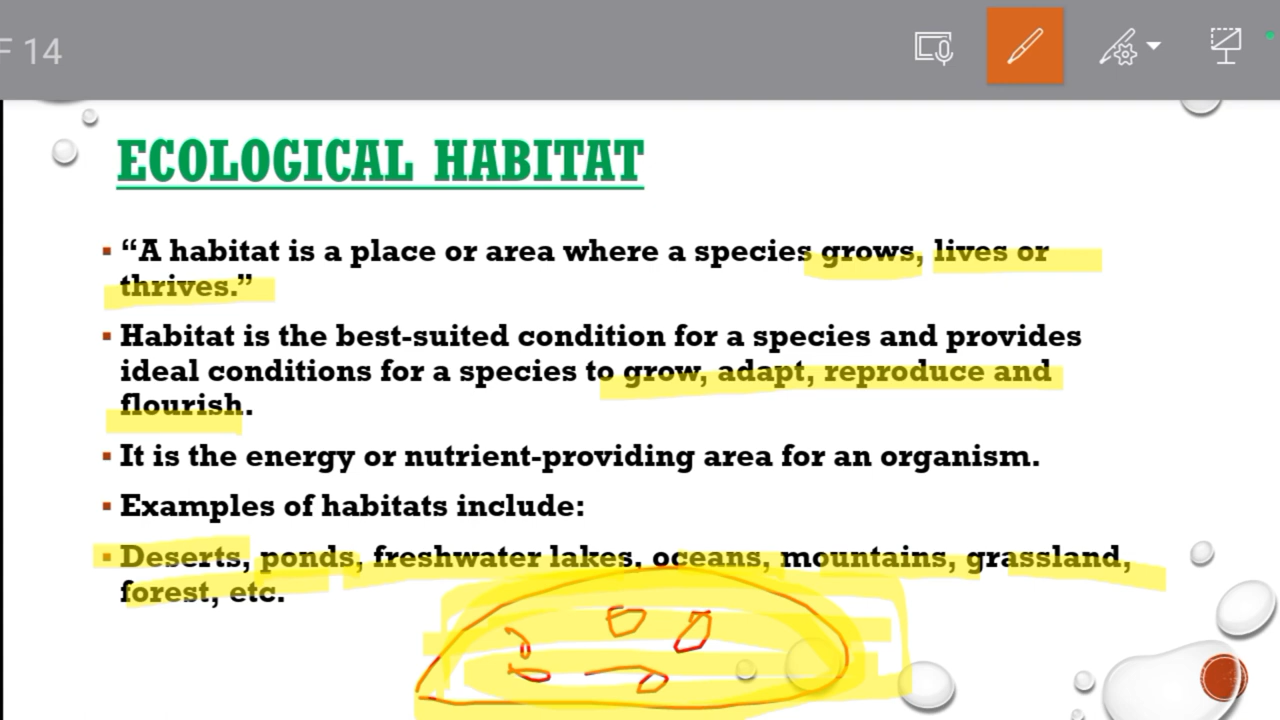 F 14
ECOLOGICAL HABITAT
▪ “A habitat is a place or area where a species grows, lives or
thrives.”
▪ Habitat is the best-suited condition for a species and provides
ideal conditions for a species to grow, adapt, reproduce and
flourish.
▪ It is the energy or nutrient-providing area for an organism.
▪ Examples of habitats include:
▪ Deserts, ponds, freshwater lakes, oceans, mountains, grassland,
forest, etc.